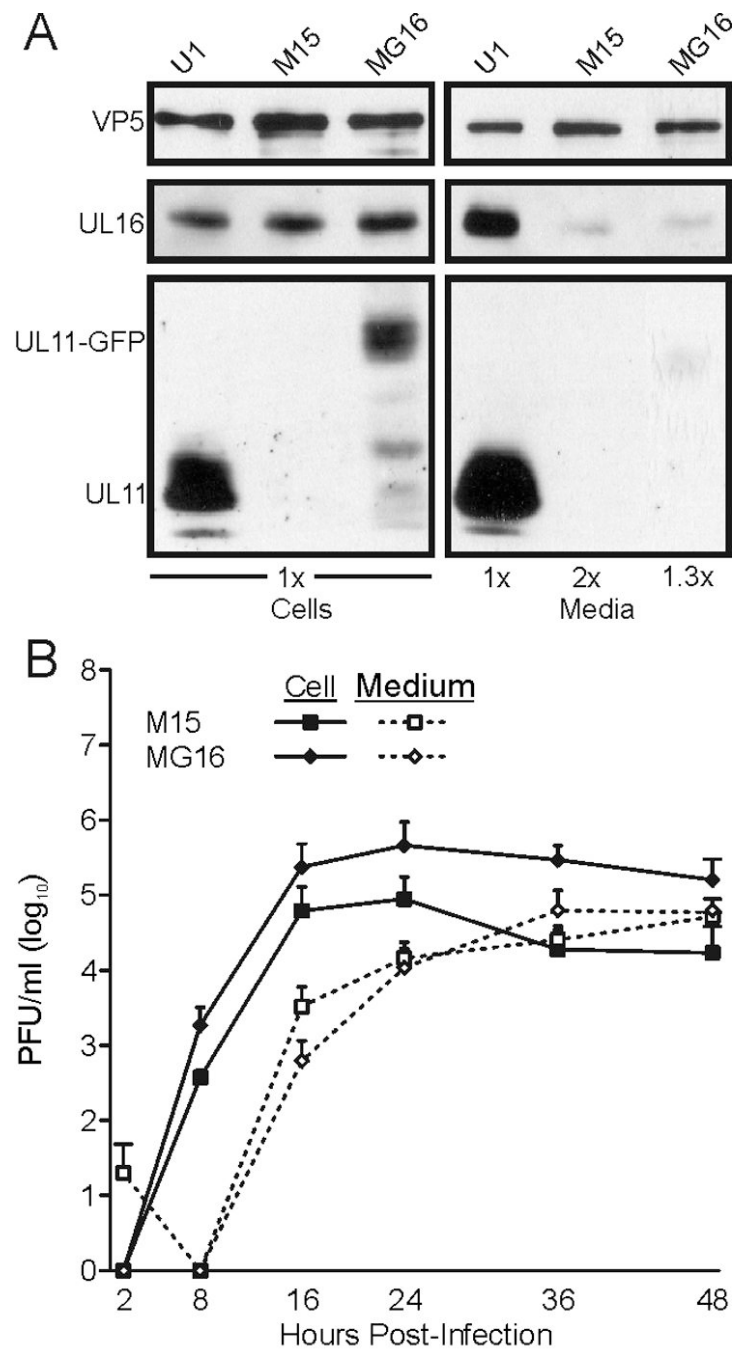 A
U1 M15 MG16 U1 M15 MG16
VP5
UL16
UL11-GFP
UL11
1x 1x 2x 1.3x
Cells Media
B
Cell Medium
M15
MG16
8
7
6
5
4
3
2
1
0
PFU/ml (log10)
2 8 16 24 36 48
Hours Post-Infection